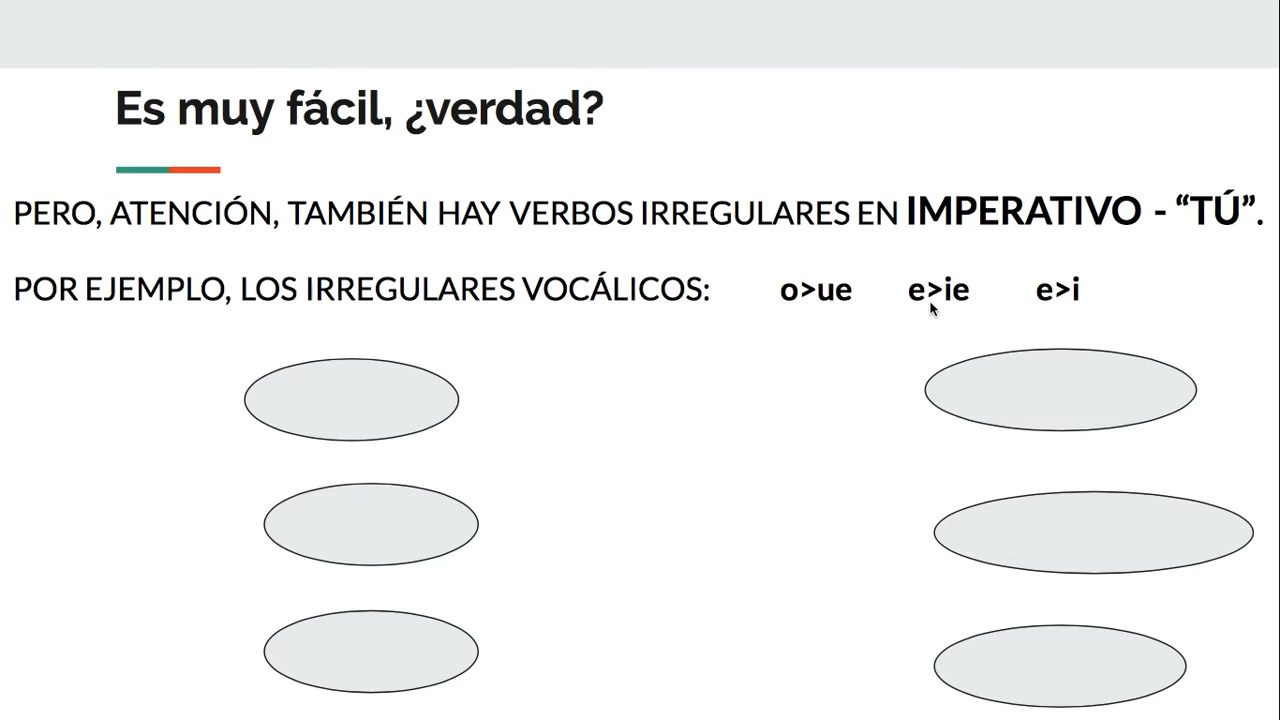 Es muy fácil, ¿verdad?
PERO, ATENCIÓN, TAMBIÉN HAY VERBOS IRREGULARES EN IMPERATIVO - “TÚ”.
POR EJEMPLO, LOS IRREGULARES VOCÁLICOS: o>ue e>ie e>i